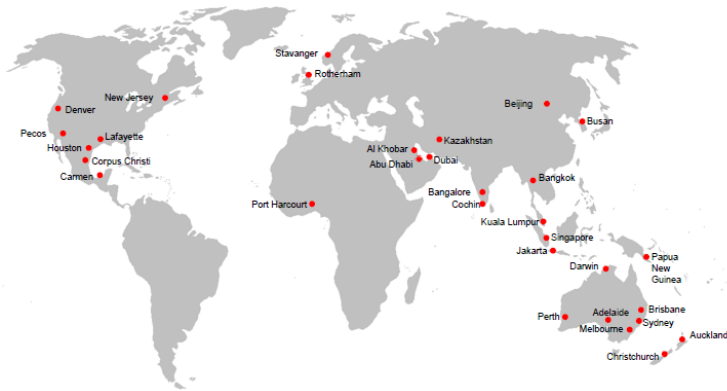 Stavanger
Rotherham
New Jersey
Denver
Beijing
Busan
Pecos
Lafayette
Kazakhstan
Houston
Al Khobar
Dubai
Corpus Christi
Abu Dhabi
Carmen
Bangkok
Bangalore
Port Harcourt
Cochin
Kuala Lumpur
Singapore
Jakarta
Papua
New
Guinea
Darwin
Brisbane
Perth
Adelaide
Sydney
Melbourne
Auckland
Christchurch